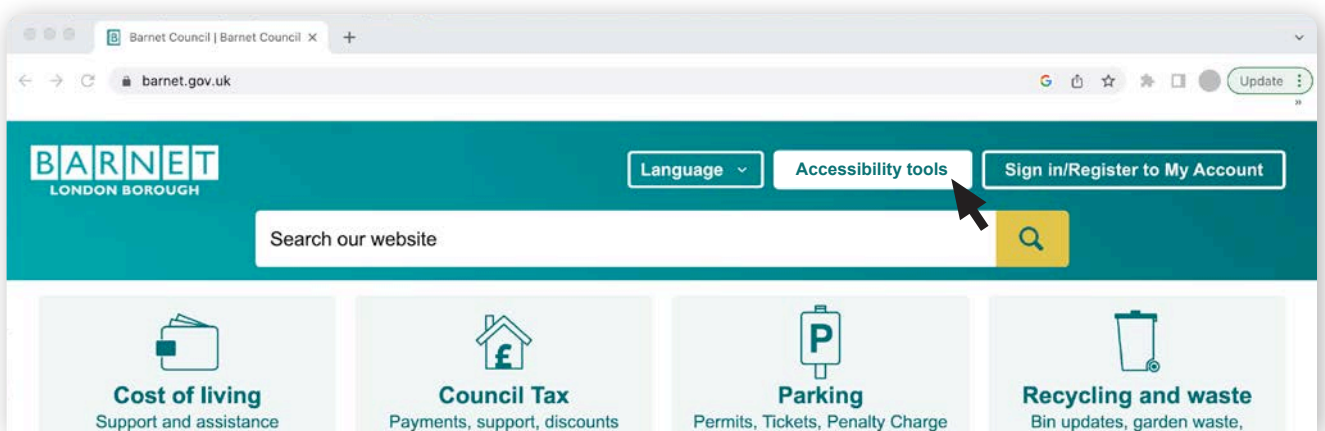 Barnet Council | Barnet Council
barnet.gov.uk
Update
BARNET
LONDON BOROUGH
Language
Accessibility tools
Sign in/Register to My Account
Search our website
£
P
Cost of living
Support and assistance
Council Tax
Payments, support, discounts
Parking
Permits, Tickets, Penalty Charge
Recycling and waste
Bin updates, garden waste,